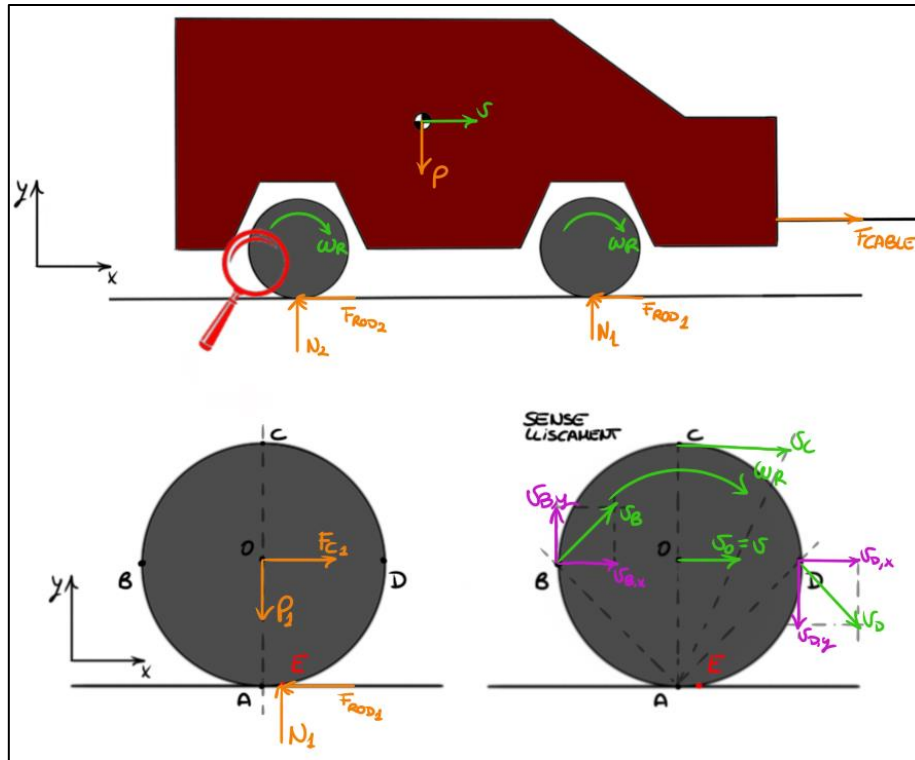 y
x
v
P
ωR
ωR
FCABLE
FROD2
N2
FROD1
N1
C
O
FC1
B
D
P1
y
x
E
A
FROD1
N1
SENSE
LLISCAMENT
C
vC
ωR
vB,y
vB
O
vO = v
vD,x
B
vB,x
D
vD,y
vD
E
A